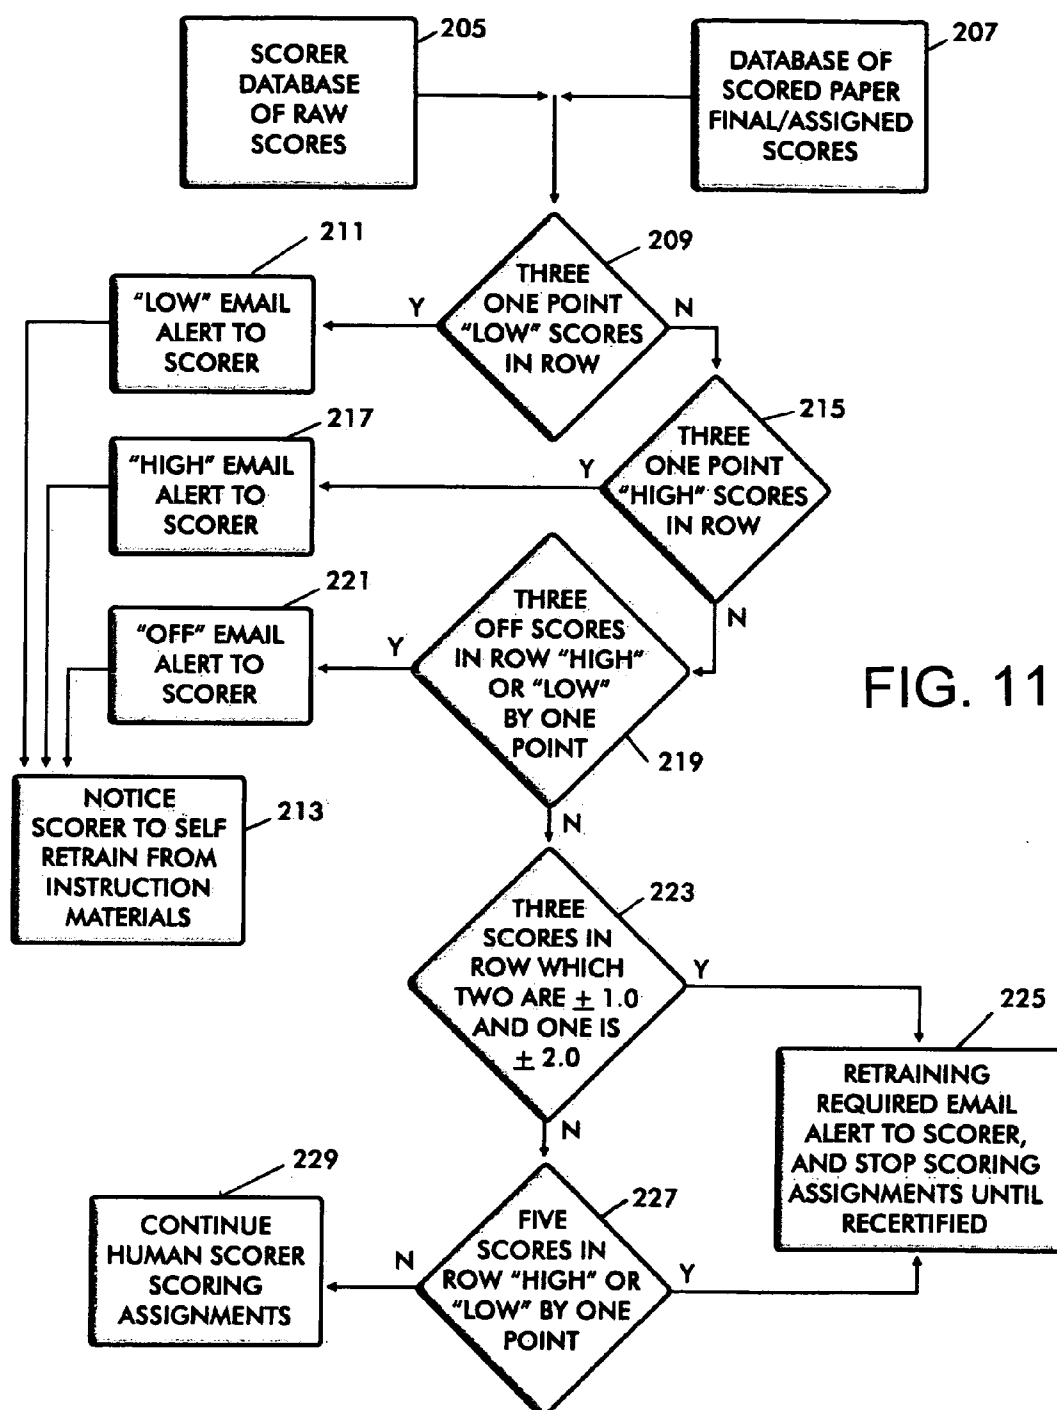 205
SCORER
DATABASE
OF RAW
SCORES
207
DATABASE OF
SCORED PAPER
FINAL/ASSIGNED
SCORES
209
THREE
ONE POINT
"LOW" SCORES
IN ROW
Y
N
211
"LOW" EMAIL
ALERT TO
SCORER
215
THREE
ONE POINT
"HIGH" SCORES
IN ROW
Y
N
217
"HIGH" EMAIL
ALERT TO
SCORER
219
THREE
OFF SCORES
IN ROW "HIGH"
OR "LOW"
BY ONE
POINT
Y
N
221
"OFF" EMAIL
ALERT TO
SCORER
FIG. 11
213
NOTICE
SCORER TO SELF
RETRAIN FROM
INSTRUCTION
MATERIALS
223
THREE
SCORES IN
ROW WHICH
TWO ARE ± 1.0
AND ONE IS
± 2.0
Y
N
225
RETRAINING
REQUIRED EMAIL
ALERT TO SCORER,
AND STOP SCORING
ASSIGNMENTS UNTIL
RECERTIFIED
227
FIVE
SCORES IN
ROW "HIGH" OR
"LOW" BY ONE
POINT
N
Y
229
CONTINUE
HUMAN SCORER
SCORING
ASSIGNMENTS